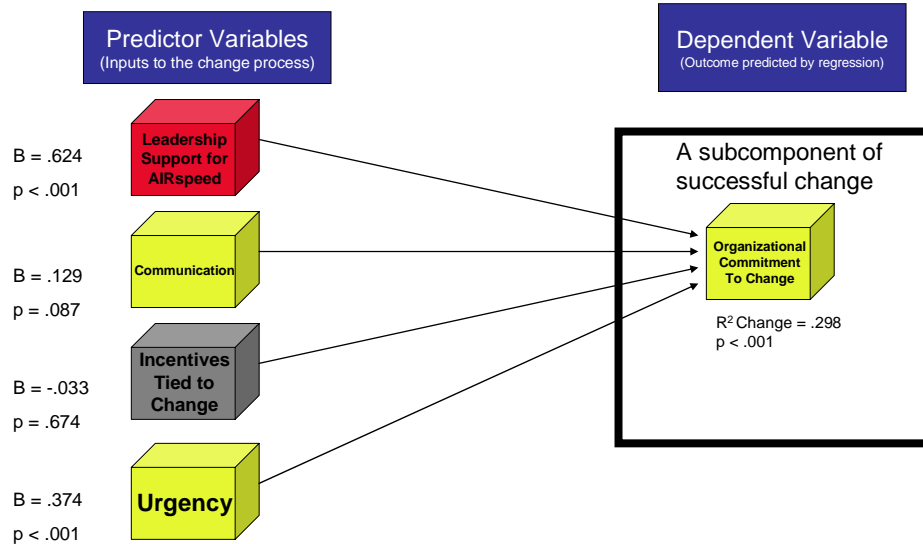 Predictor Variables
(Inputs to the change process)
Dependent Variable
(Outcome predicted by regression)
B = .624
p < .001
Leadership
Support for
AIRspeed
B = .129
p = .087
Communication
B = -.033
p = .674
Incentives
Tied to
Change
B = .374
p < .001
Urgency
A subcomponent of
successful change
Organizational
Commitment
To Change
R² Change = .298
p < .001